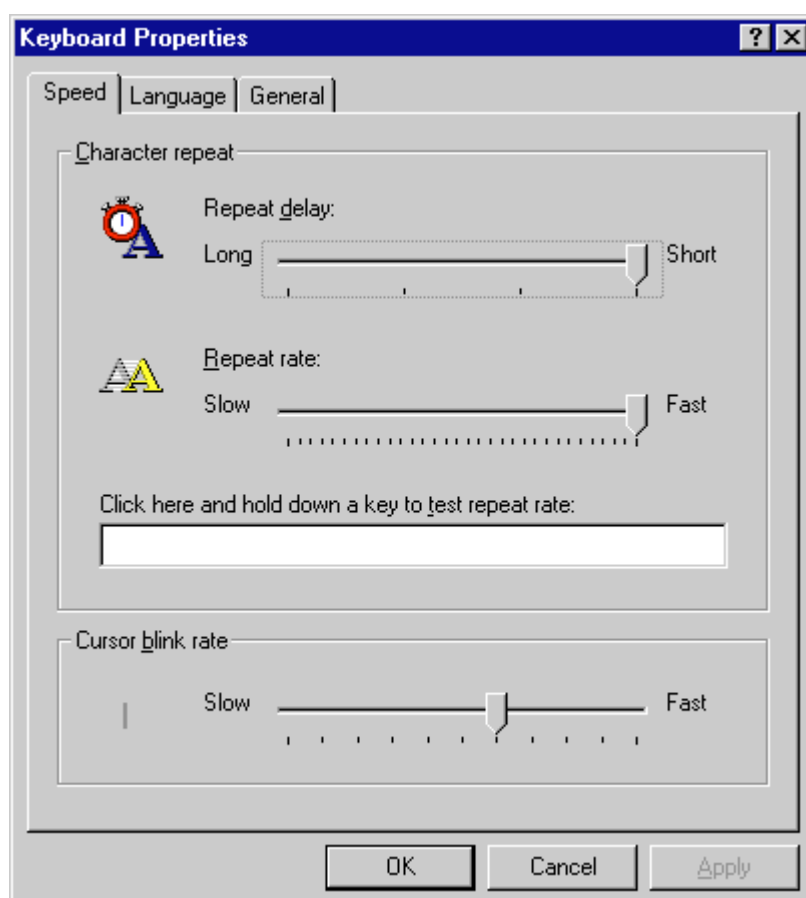 Keyboard Properties
Speed Language General
Character repeat
Repeat delay:
Long Short
Repeat rate:
Slow Fast
Click here and hold down a key to test repeat rate:
Cursor blink rate
Slow Fast
OK Cancel Apply